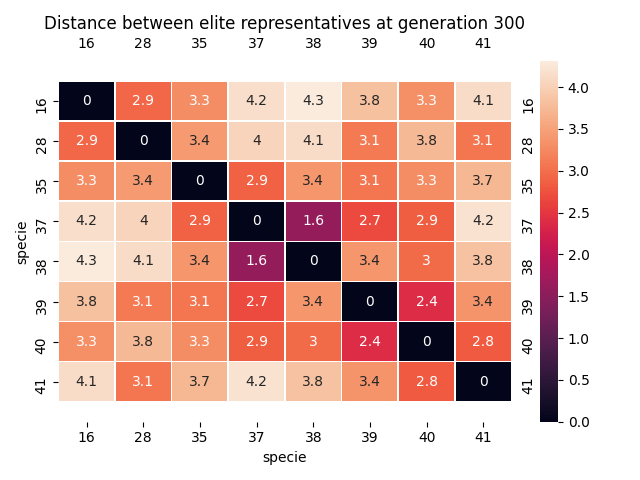 Distance between elite representatives at generation 300
16 28 35 37 38 39 40 41
16 0 2.9 3.3 4.2 4.3 3.8 3.3 4.1 16
28 2.9 0 3.4 4 4.1 3.1 3.8 3.1 28
35 3.3 3.4 0 2.9 3.4 3.1 3.3 3.7 35
37 4.2 4 2.9 0 1.6 2.7 2.9 4.2 37
38 4.3 4.1 3.4 1.6 0 3.4 3 3.8 38
39 3.8 3.1 3.1 2.7 3.4 0 2.4 3.4 39
40 3.3 3.8 3.3 2.9 3 2.4 0 2.8 40
41 4.1 3.1 3.7 4.2 3.8 3.4 2.8 0 41
16 28 35 37 38 39 40 41
specie
specie
4.0
3.5
3.0
2.5
2.0
1.5
1.0
0.5
0.0